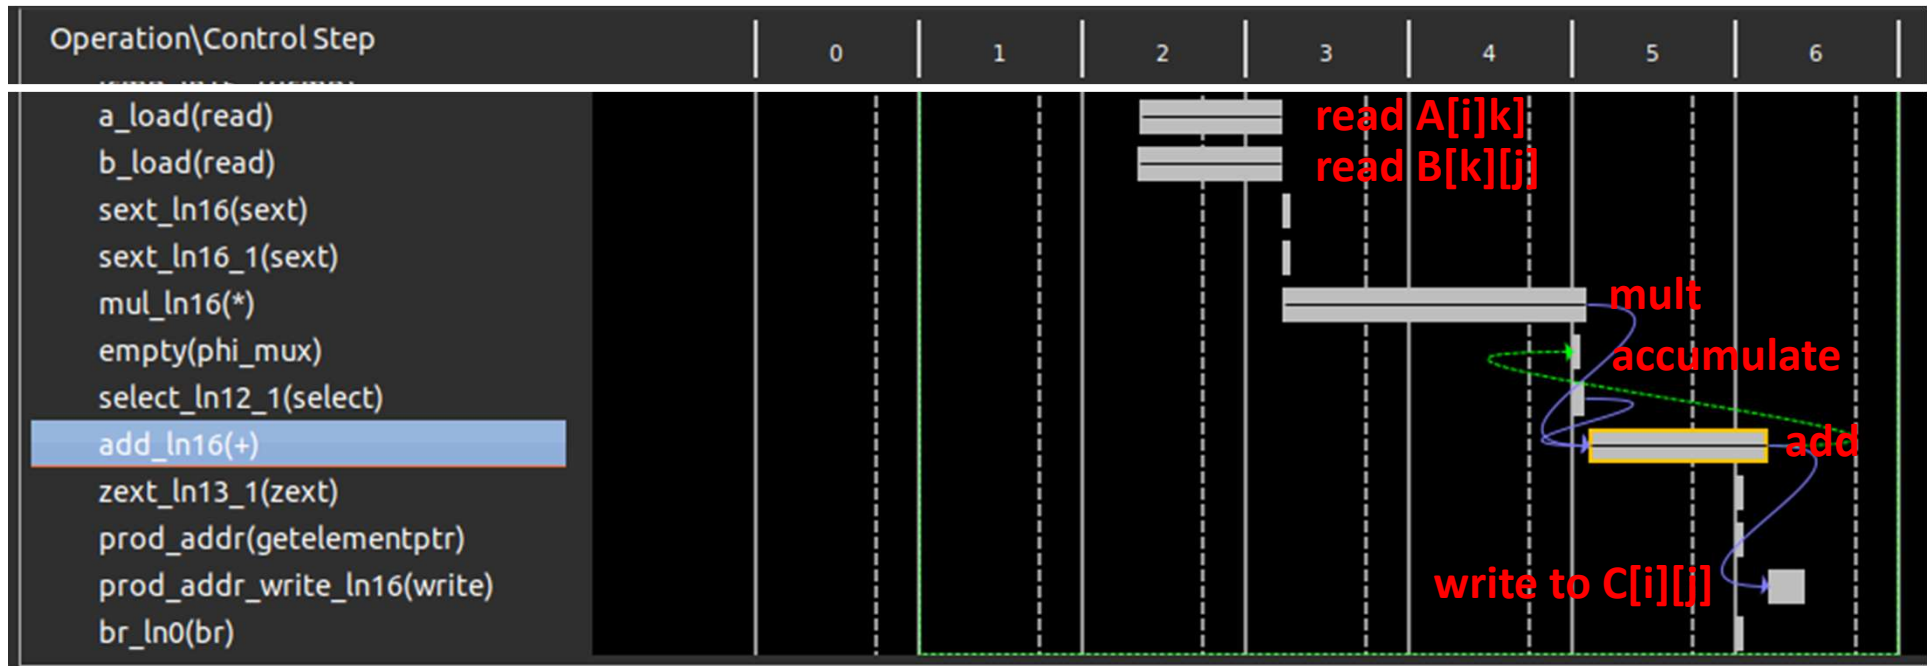 Operation\Control Step 0 1 2 3 4 5 6
a_load(read) read A[i]k]
b_load(read) read B[k][j]
sext_ln16(sext)
sext_ln16_1(sext)
mul_ln16(*) mult
empty(phi_mux) accumulate
select_ln12_1(select)
add_ln16(+) add
zext_ln13_1(zext)
prod_addr(getelementptr)
prod_addr_write_ln16(write) write to C[i][j]
br_ln0(br)